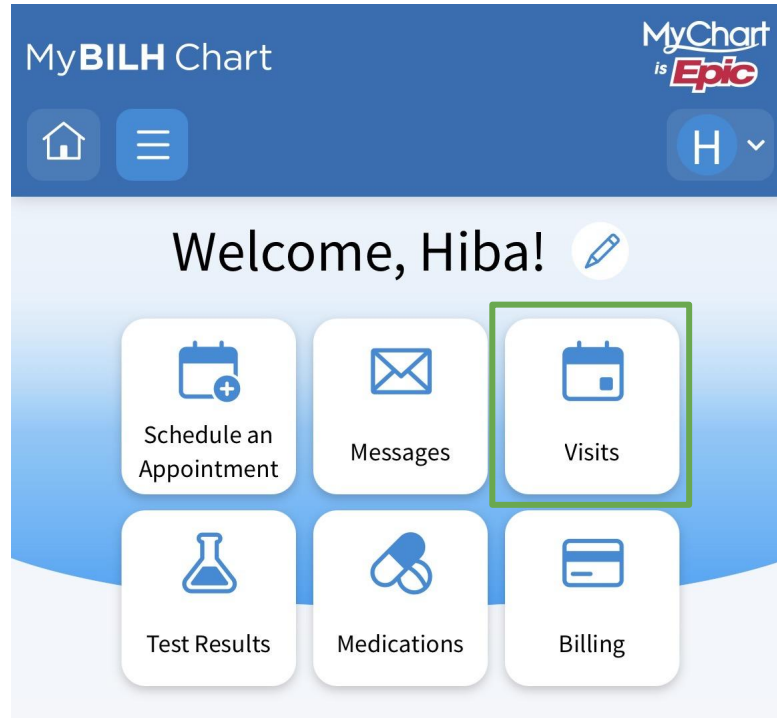 MyBILH Chart
MyChart
is Epic
H
Welcome, Hiba!
Schedule an
Appointment
Messages
Visits
Test Results
Medications
Billing